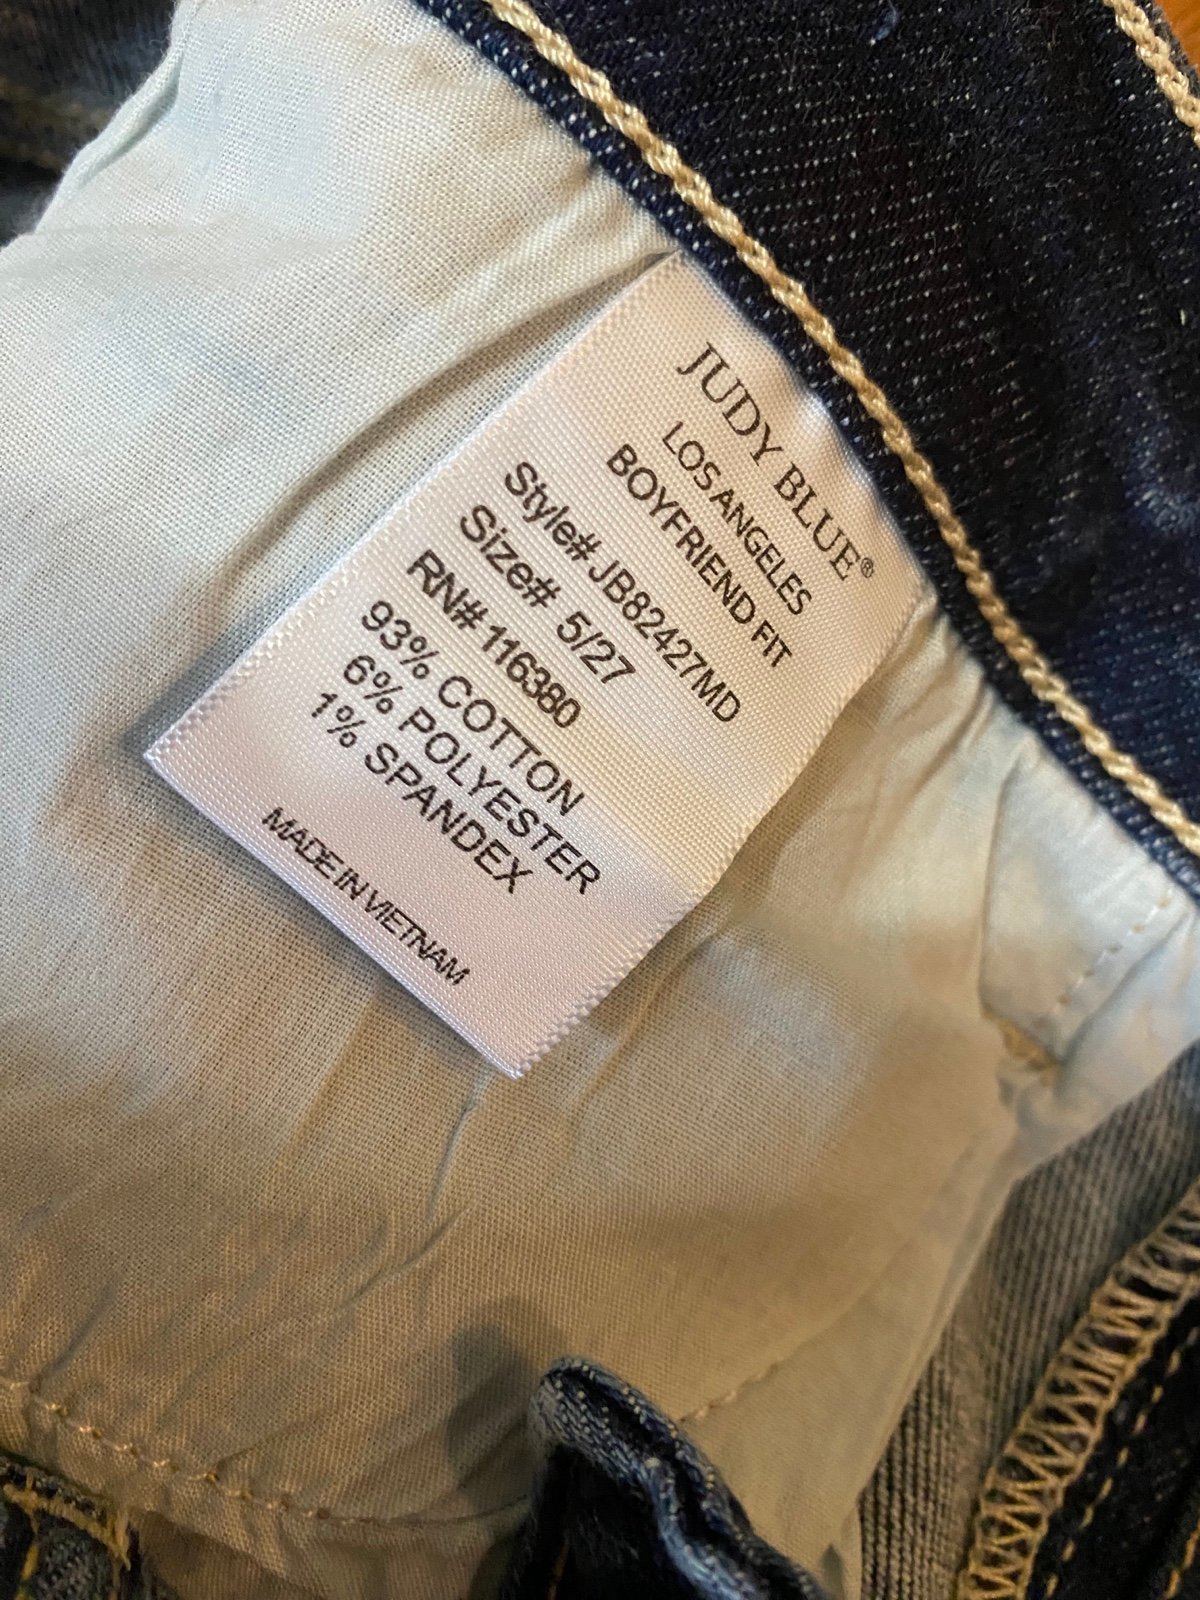 JUDY BLUE®
LOS ANGELES
BOYFRIEND FIT
Style# JB82427MD
Size# 5/27
RN# 116380
93% COTTON
6% POLYESTER
1% SPANDEX
MADE IN VIETNAM